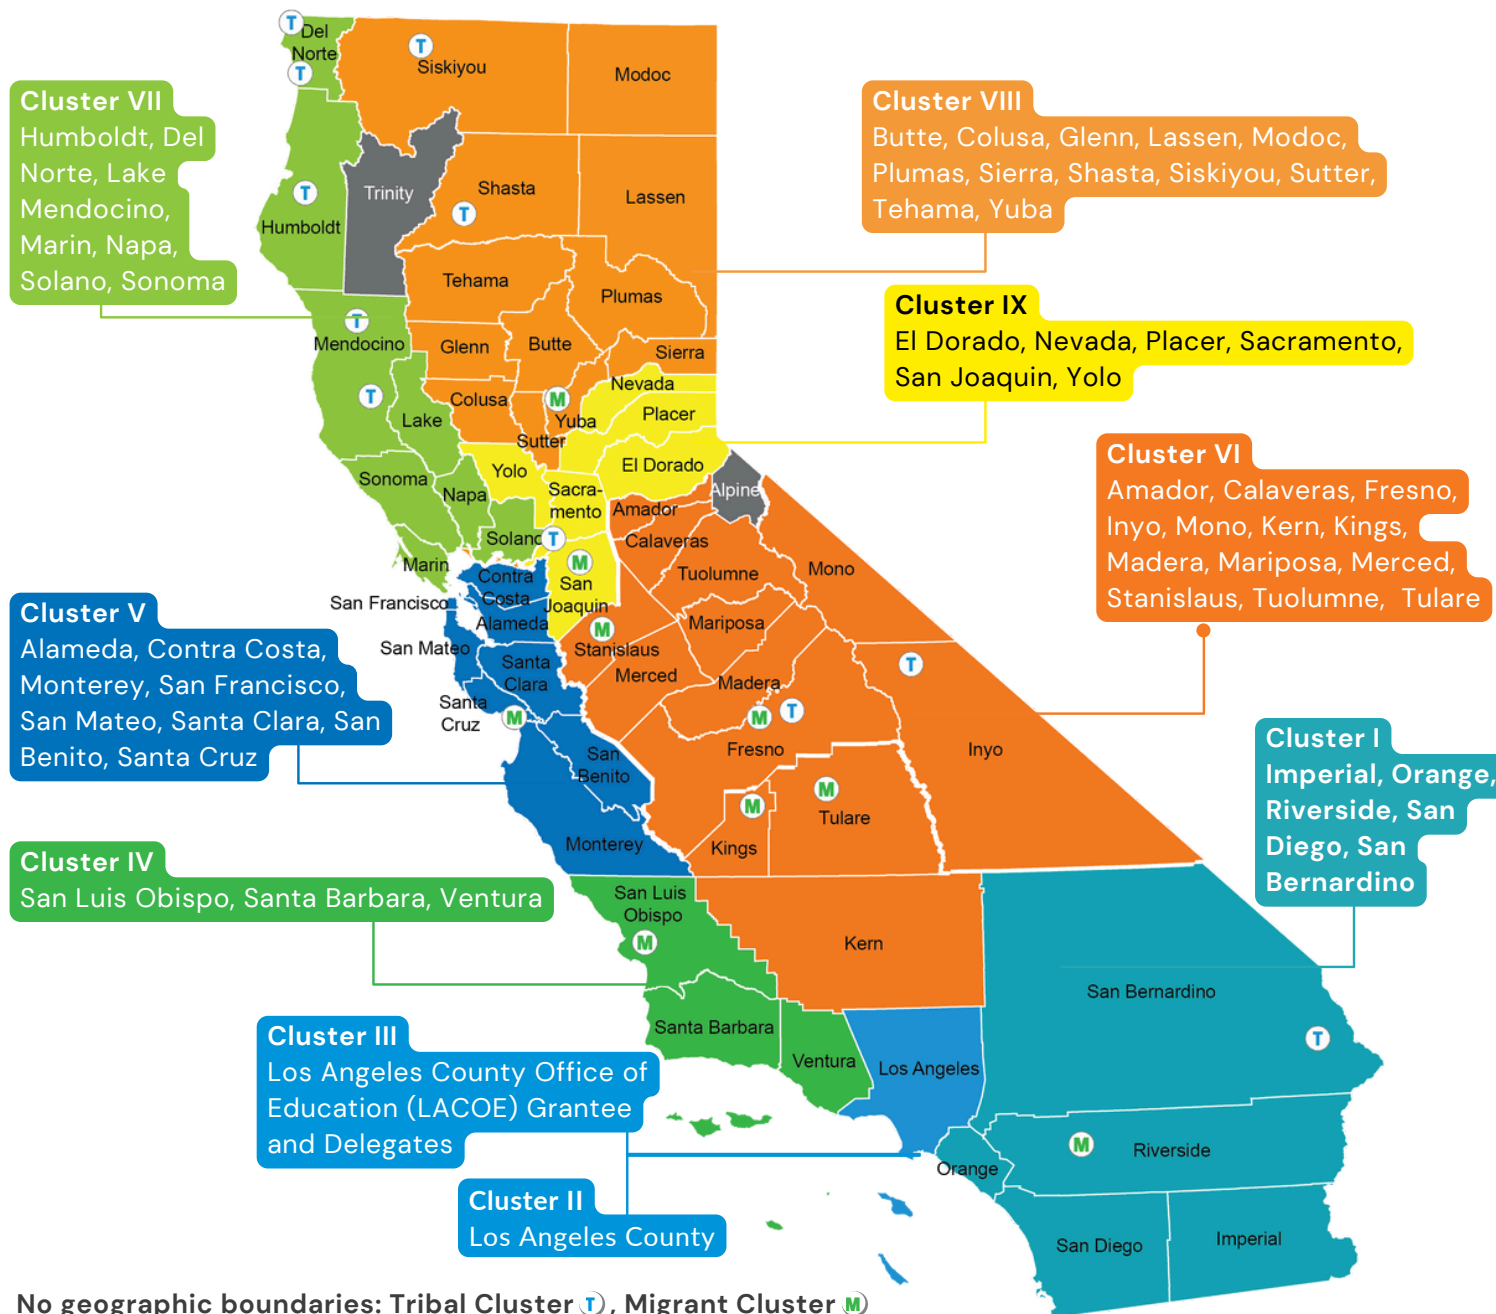 Cluster VII
Humboldt, Del
Norte, Lake
Mendocino,
Marin, Napa,
Solano, Sonoma
Cluster VIII
Butte, Colusa, Glenn, Lassen, Modoc,
Plumas, Sierra, Shasta, Siskiyou, Sutter,
Tehama, Yuba
Cluster IX
El Dorado, Nevada, Placer, Sacramento,
San Joaquin, Yolo
Cluster VI
Amador, Calaveras, Fresno,
Inyo, Mono, Kern, Kings,
Madera, Mariposa, Merced,
Stanislaus, Tuolumne, Tulare
Cluster V
Alameda, Contra Costa,
Monterey, San Francisco,
San Mateo, Santa Clara, San
Benito, Santa Cruz
Cluster I
Imperial, Orange,
Riverside, San
Diego, San
Bernardino
Cluster IV
San Luis Obispo, Santa Barbara, Ventura
Cluster III
Los Angeles County Office of
Education (LACOE) Grantee
and Delegates
Cluster II
Los Angeles County
T
Del
Norte
T
T
Siskiyou
Modoc
Trinity
T
Humboldt
Shasta
T
Lassen
Tehama
Plumas
T
Mendocino
T
Glenn
Butte
Sierra
Nevada
Colusa
M
Yuba
Placer
Lake
Sutter
El Dorado
Yolo
Sonoma
Napa
Sacra-
mento
Alpine
Amador
Solano
T
Calaveras
Marin
M
San
Joaquin
Tuolumne
Mono
Contra
Costa
San Francisco
Alameda
M
Stanislaus
Mariposa
San Mateo
Santa
Clara
Merced
Madera
T
Santa
Cruz
M
M
T
Fresno
Inyo
San
Benito
M
M
Tulare
Monterey
Kings
San Luis
Obispo
M
Kern
San Bernardino
T
Santa Barbara
Ventura
Los Angeles
M
Riverside
Orange
San Diego
Imperial
No geographic boundaries: Tribal Cluster T, Migrant Cluster M